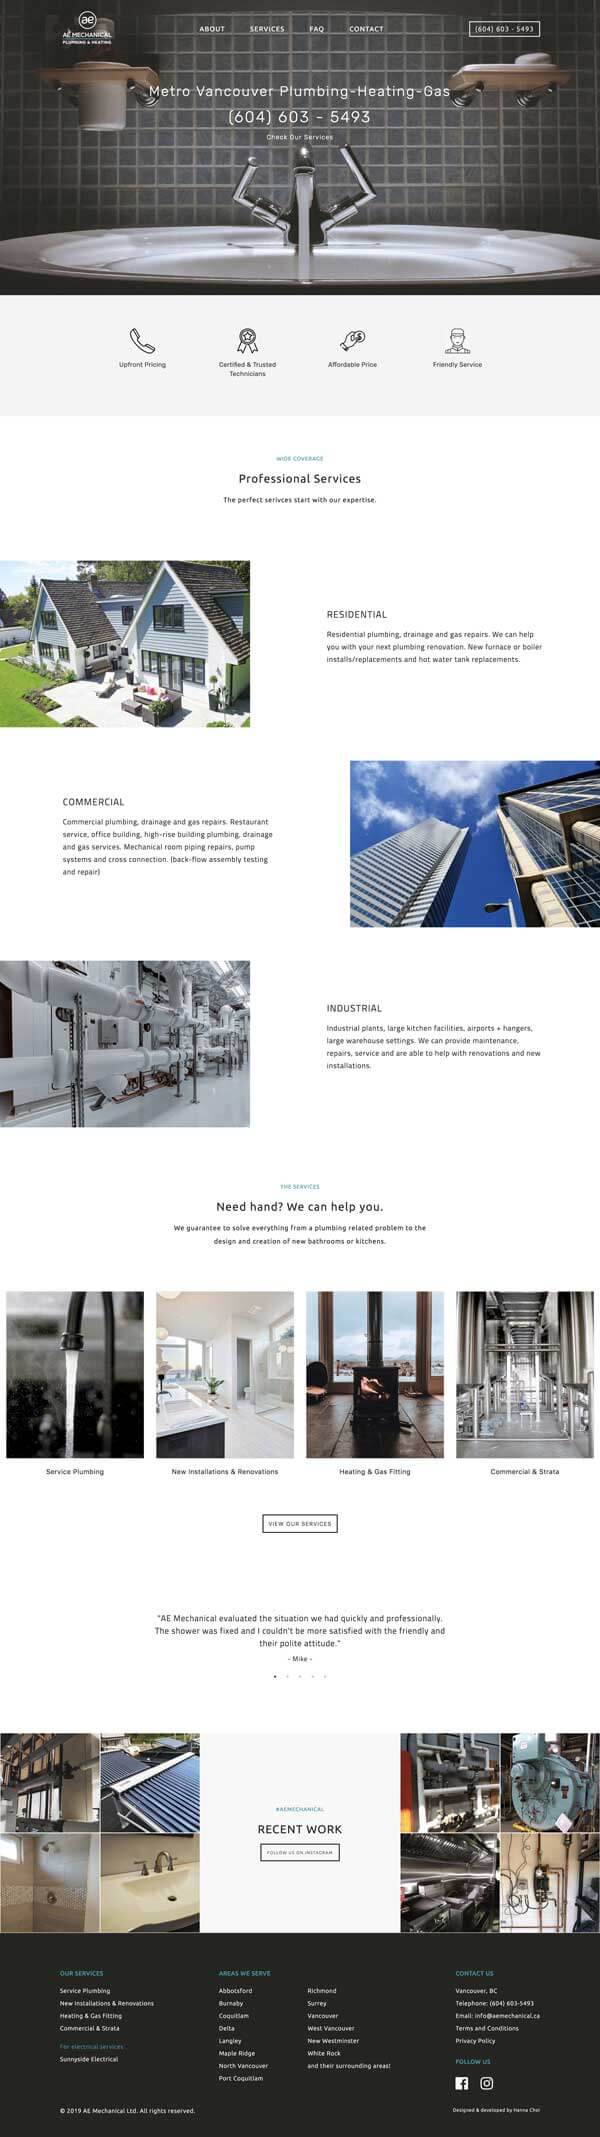 ae
AE MECHANICAL
PLUMBING & HEATING
ABOUT
SERVICES
FAQ
CONTACT
(604) 603 - 5493
Metro Vancouver Plumbing-Heating-Gas
(604) 603 - 5493
Check Our Services
Upfront Pricing
Certified & Trusted
Technicians
Affordable Price
Friendly Service
WIDE COVERAGE
Professional Services
The perfect serivces start with our expertise.
RESIDENTIAL
Residential plumbing, drainage and gas repairs. We can help
you with your next plumbing renovation. New furnace or boiler
installs/replacements and hot water tank replacements.
COMMERCIAL
Commercial plumbing, drainage and gas repairs. Restaurant
service, office building, high-rise building plumbing, drainage
and gas services. Mechanical room piping repairs, pump
systems and cross connection. (back-flow assembly testing
and repair)
INDUSTRIAL
Industrial plants, large kitchen facilities, airports + hangers,
large warehouse settings. We can provide maintenance,
repairs, service and are able to help with renovations and new
installations.
THE SERVICES
Need hand? We can help you.
We guarantee to solve everything from a plumbing related problem to the
design and creation of new bathrooms or kitchens.
Service Plumbing
New Installations & Renovations
Heating & Gas Fitting
Commercial & Strata
VIEW OUR SERVICES
"AE Mechanical evaluated the situation we had quickly and professionally.
The shower was fixed and I couldn't be more satisfied with the friendly and
their polite attitude."
- Mike -
#AEMECHANICAL
RECENT WORK
FOLLOW US ON INSTAGRAM
OUR SERVICES
Service Plumbing
New Installations & Renovations
Heating & Gas Fitting
Commercial & Strata
For electrical services...
Sunnyside Electrical
AREAS WE SERVE
Abbotsford
Burnaby
Coquitlam
Delta
Langley
Maple Ridge
North Vancouver
Port Coquitlam
Richmond
Surrey
Vancouver
West Vancouver
New Westminster
White Rock
and their surrounding areas!
CONTACT US
Vancouver, BC
Telephone: (604) 603-5493
Email: info@aemechanical.ca
Terms and Conditions
Privacy Policy
FOLLOW US
© 2019 AE Mechanical Ltd. All rights reserved.
Designed & developed by Hanna Choi